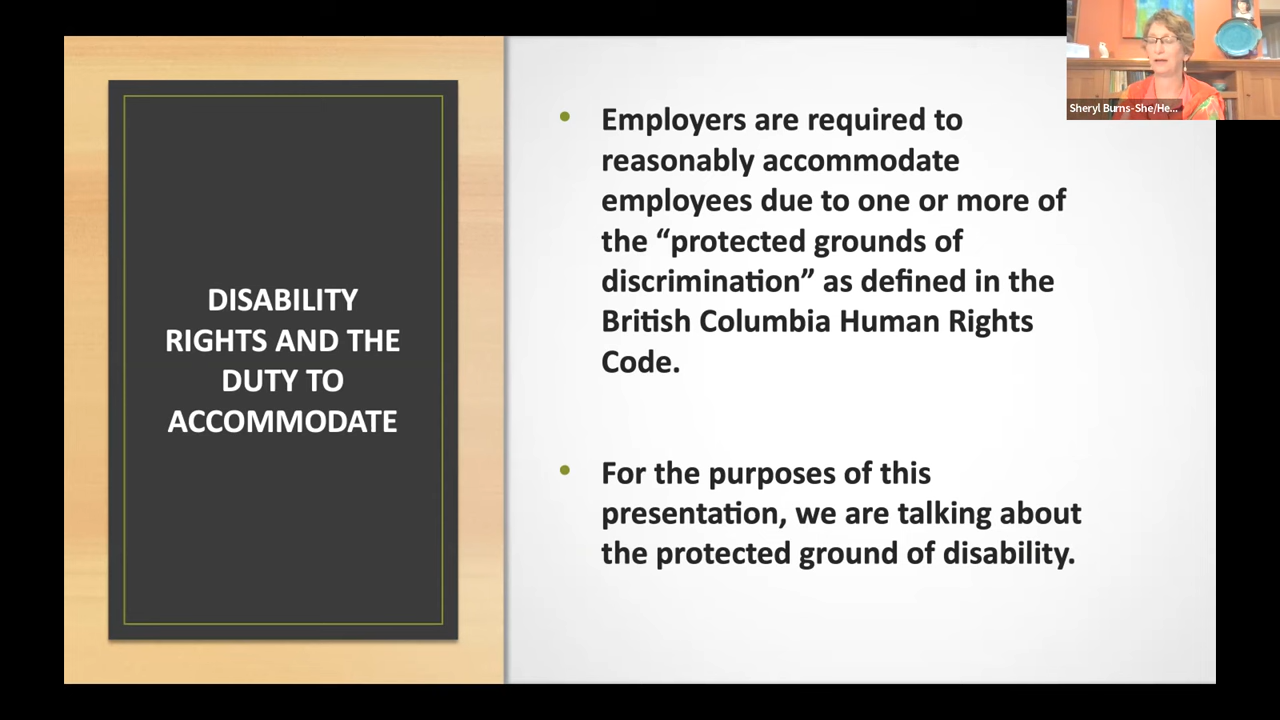 Sheryl Burns-She/He...
DISABILITY
RIGHTS AND THE
DUTY TO
ACCOMMODATE
• Employers are required to
reasonably accommodate
employees due to one or more of
the “protected grounds of
discrimination” as defined in the
British Columbia Human Rights
Code.
• For the purposes of this
presentation, we are talking about
the protected ground of disability.